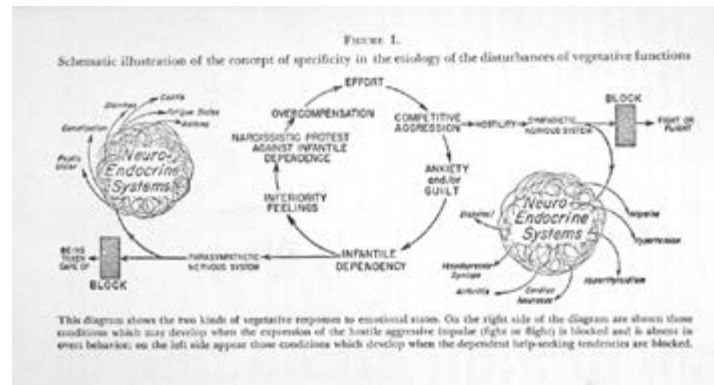 FIGURE 1.
Schematic illustration of the concept of specificity in the etiology of the disturbances of vegetative functions
EFFORT
OVERCOMPENSATION
NARCISSISTIC PROTEST
AGAINST INFANTILE
DEPENDENCE
INFERIORITY
FEELINGS
INFANTILE
DEPENDENCY
COMPETITIVE
AGGRESSION
ANXIETY
and/or
GUILT
HOSTILITY
SYMPATHETIC
NERVOUS SYSTEM
BLOCK
FIGHT OR
FLIGHT
Neuro-
Endocrine
Systems
Migraine
Hypertension
Hyperthyroidism
Cardiac
Neuroses
Arthritis
Vasodepressor
Syncope
Diabetes?
PARASYMPATHETIC
NERVOUS SYSTEM
BLOCK
BEING
TAKEN
CARE OF
Neuro-
Endocrine
Systems
Peptic
Ulcer
Constipation
Diarrhea
Colitis
Fatigue States
Asthma
This diagram shows the two kinds of vegetative responses to emotional states. On the right side of the diagram are shown those
conditions which may develop when the expression of the hostile aggressive impulse (fight or flight) is blocked and is absent in
overt behavior; on the left side appear those conditions which develop when the dependent help-seeking tendencies are blocked.